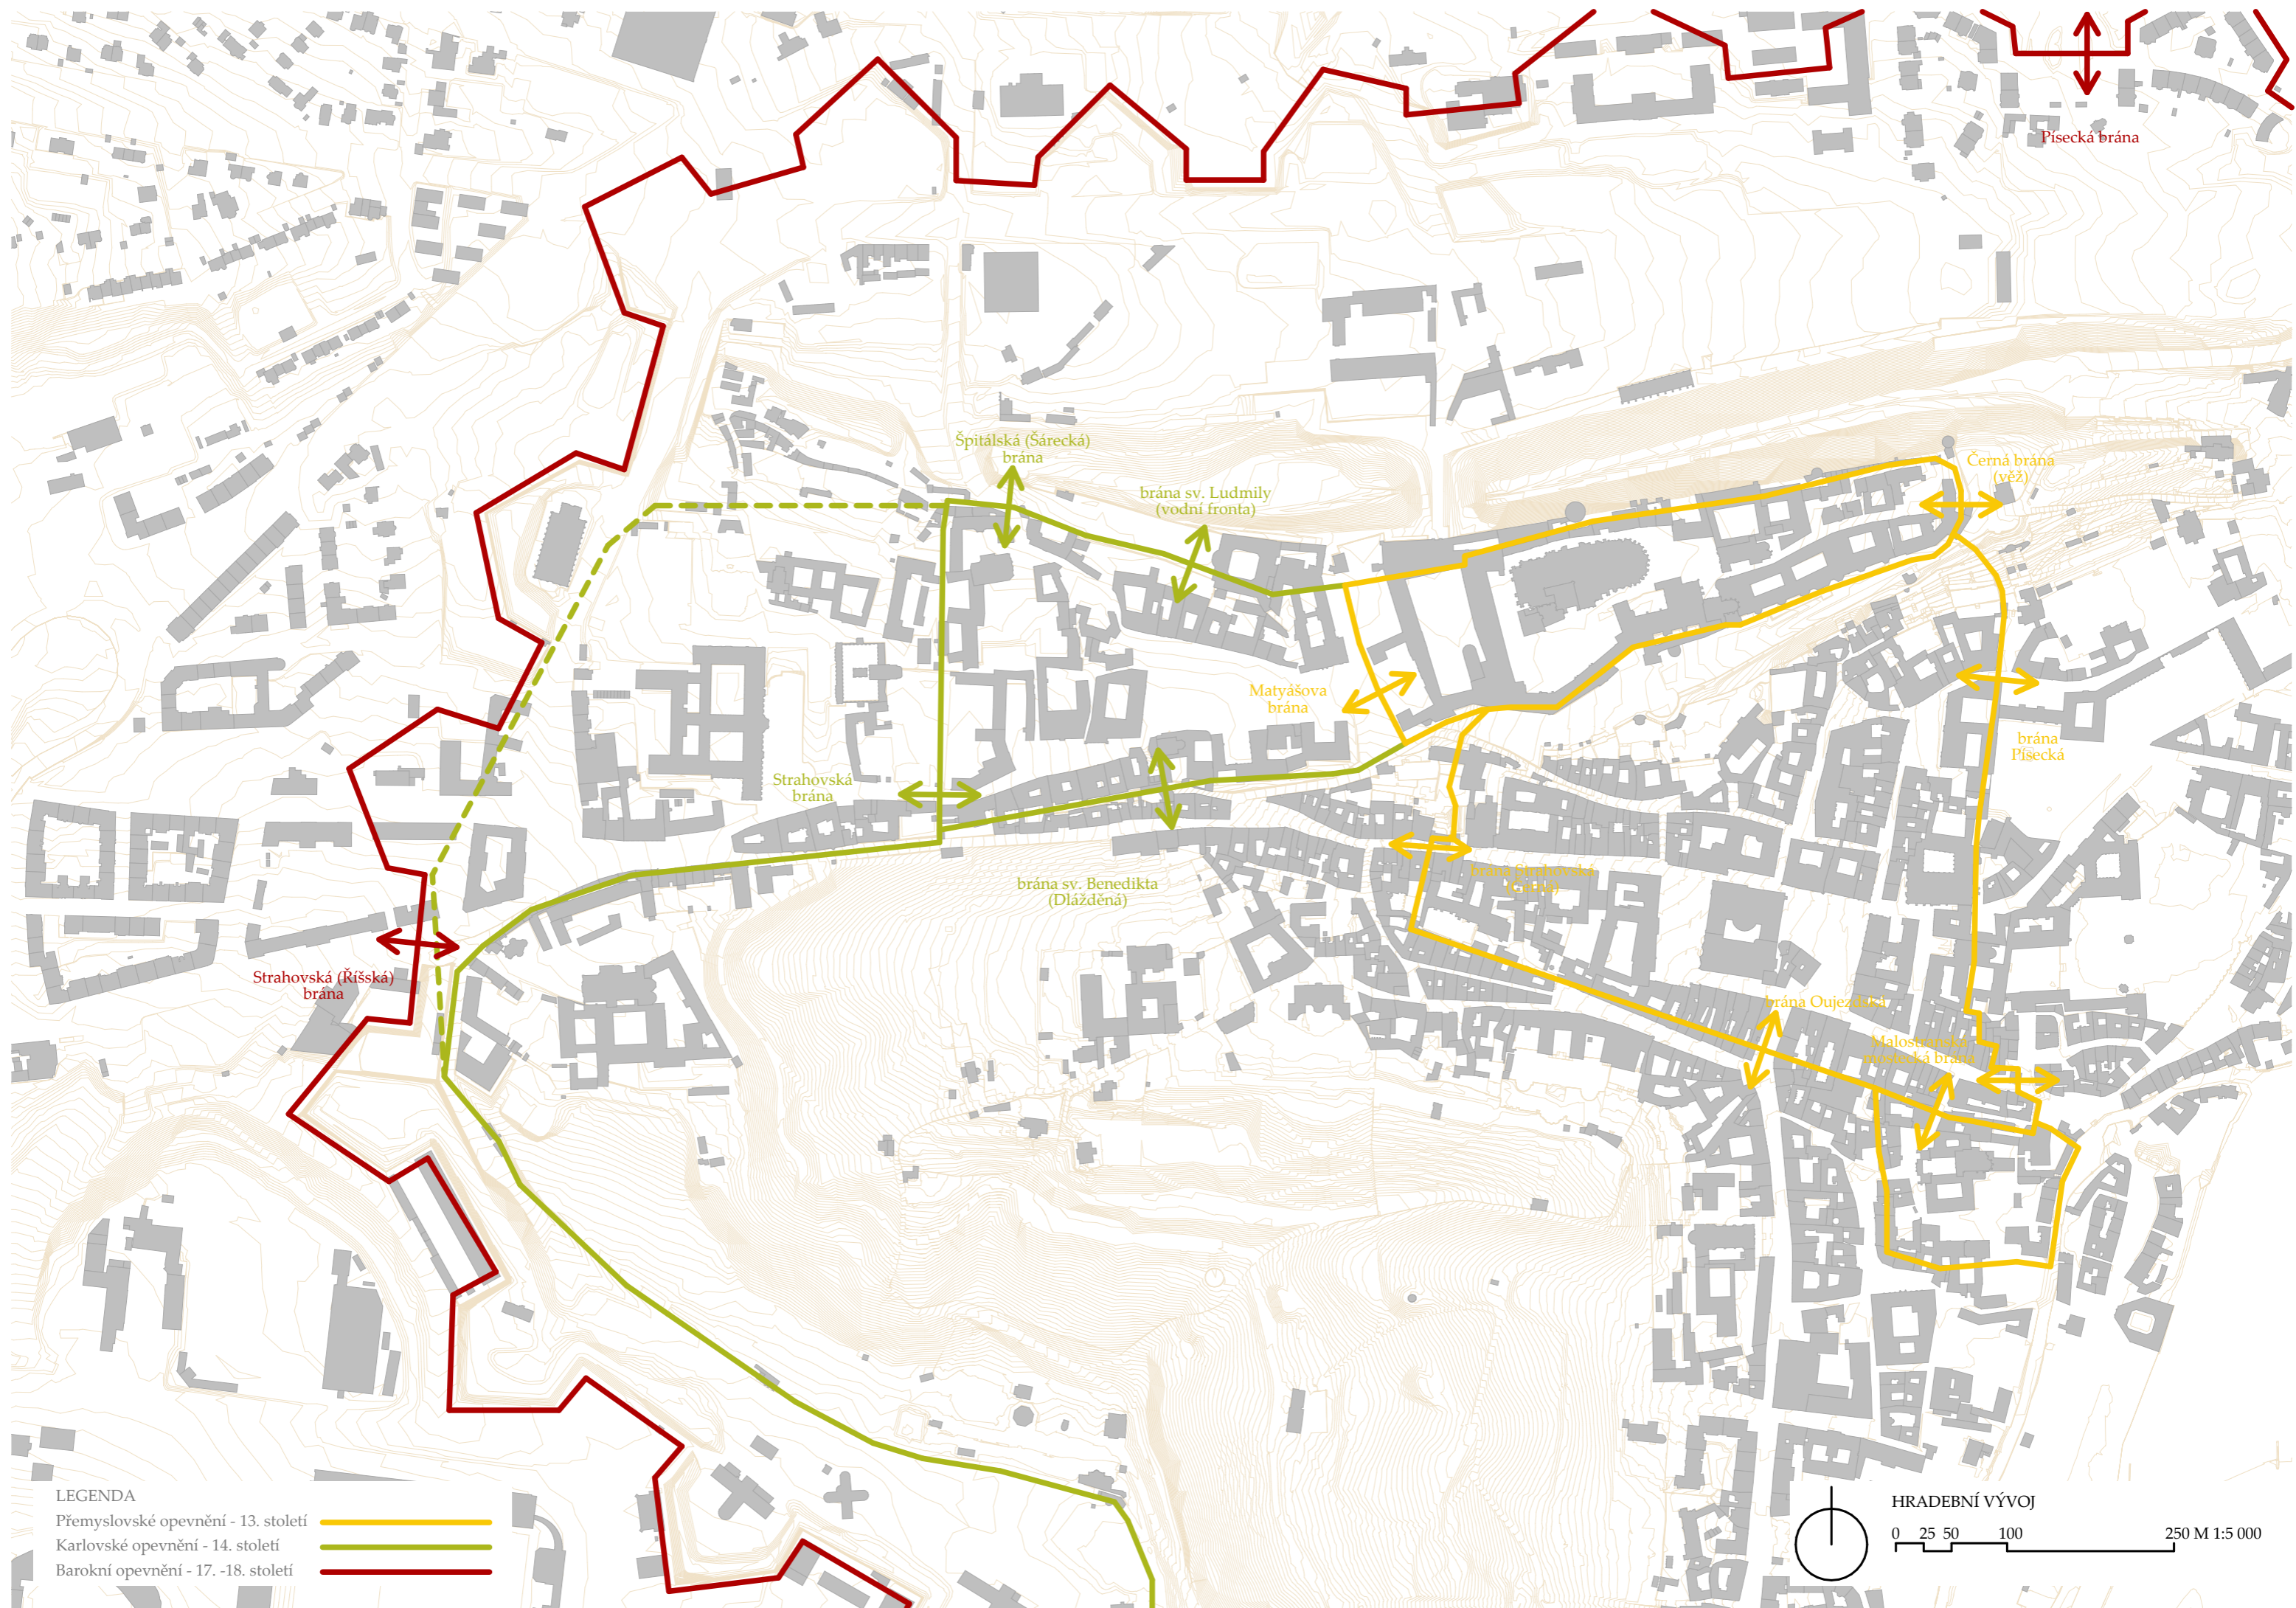 Písecká brána
Špitálská (Šárecká)
brána
Černá brána
(věž)
brána sv. Ludmily
(vodní fronta)
Matyášova
brána
brána
Písecká
Strahovská
brána
brána Strahovská
(Černá)
brána sv. Benedikta
(Dlážděná)
Strahovská (Říšská)
brána
brána Oujezdská
Malostranská
mostecká brána
LEGENDA
Přemyslovské opevnění - 13. století
Karlovské opevnění - 14. století
Barokní opevnění - 17. -18. století
HRADEBNÍ VÝVOJ
0 25 50 100 250 M 1:5 000